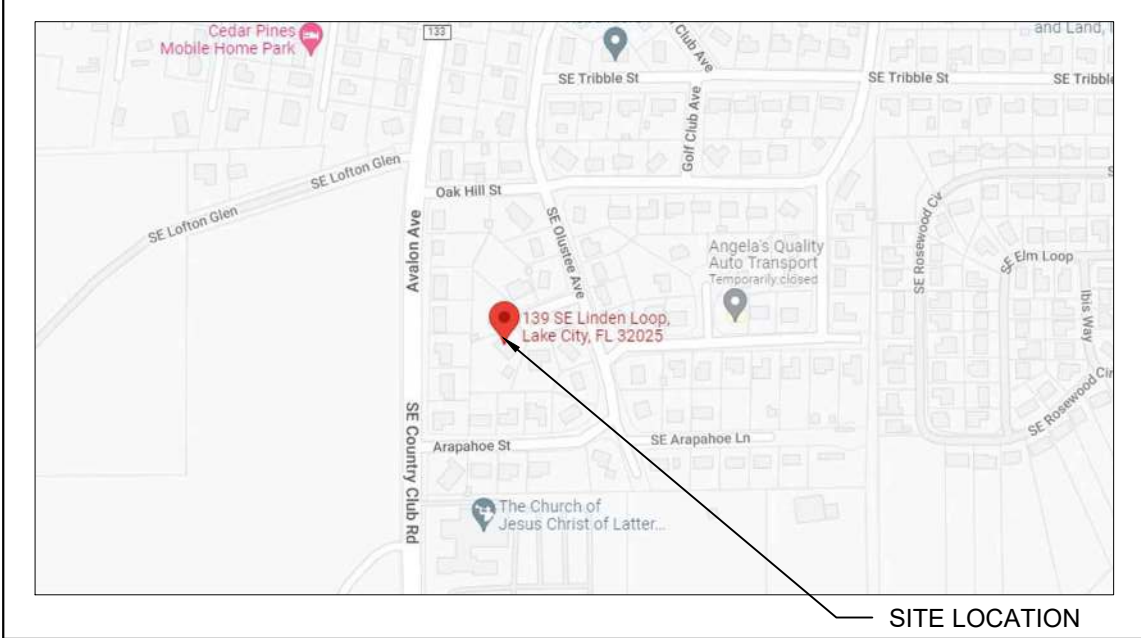 Cedar Pines
Mobile Home Park
133
Club Ave
and Land,
SE Tribble St
SE Tribble St
SE Tribble
Golf Club Ave
SE Lofton Glen
SE Lofton Glen
Oak Hill St
Avalon Ave
SE Olustee Ave
Angela's Quality
Auto Transport
Temporarily closed
SE Rosewood Cir
SE Elm Loop
Ibis Way
139 SE Linden Loop,
Lake City, FL 32025
SE Rosewood Cir
SE Country Club Rd
Arapahoe St
SE Arapahoe Ln
The Church of
Jesus Christ of Latter...
SITE LOCATION